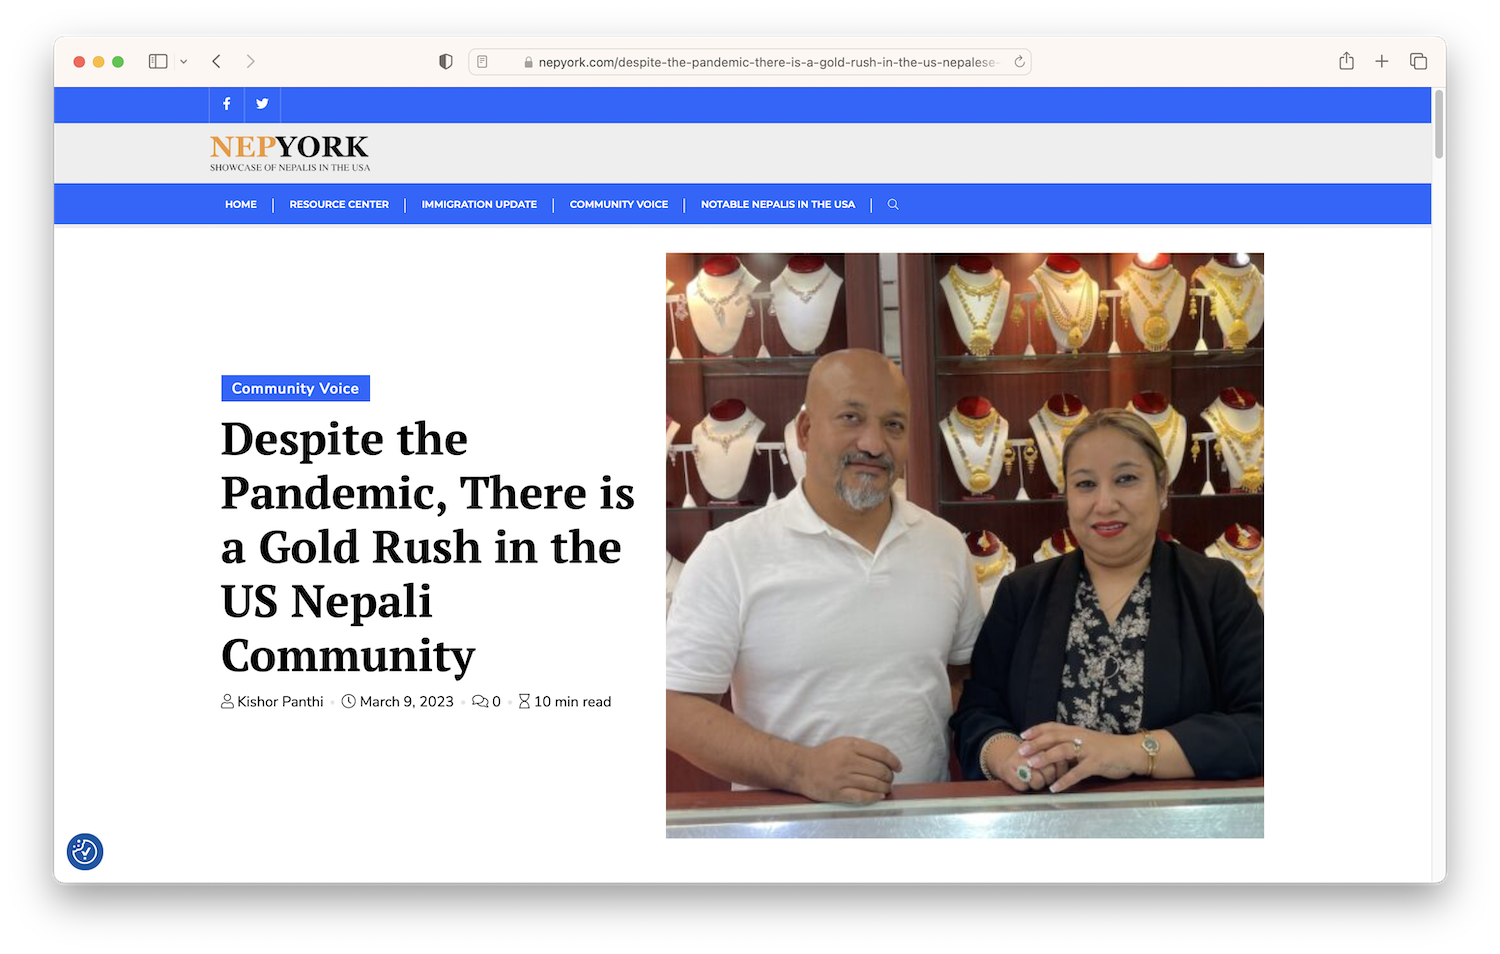 nepyork.com/despite-the-pandemic-there-is-a-gold-rush-in-the-us-nepalese-
NEPYORK
SHOWCASE OF NEPALIS IN THE USA
HOME
RESOURCE CENTER
IMMIGRATION UPDATE
COMMUNITY VOICE
NOTABLE NEPALIS IN THE USA
Community Voice
Despite the
Pandemic, There is
a Gold Rush in the
US Nepali
Community
Kishor Panthi March 9, 2023 0 10 min read